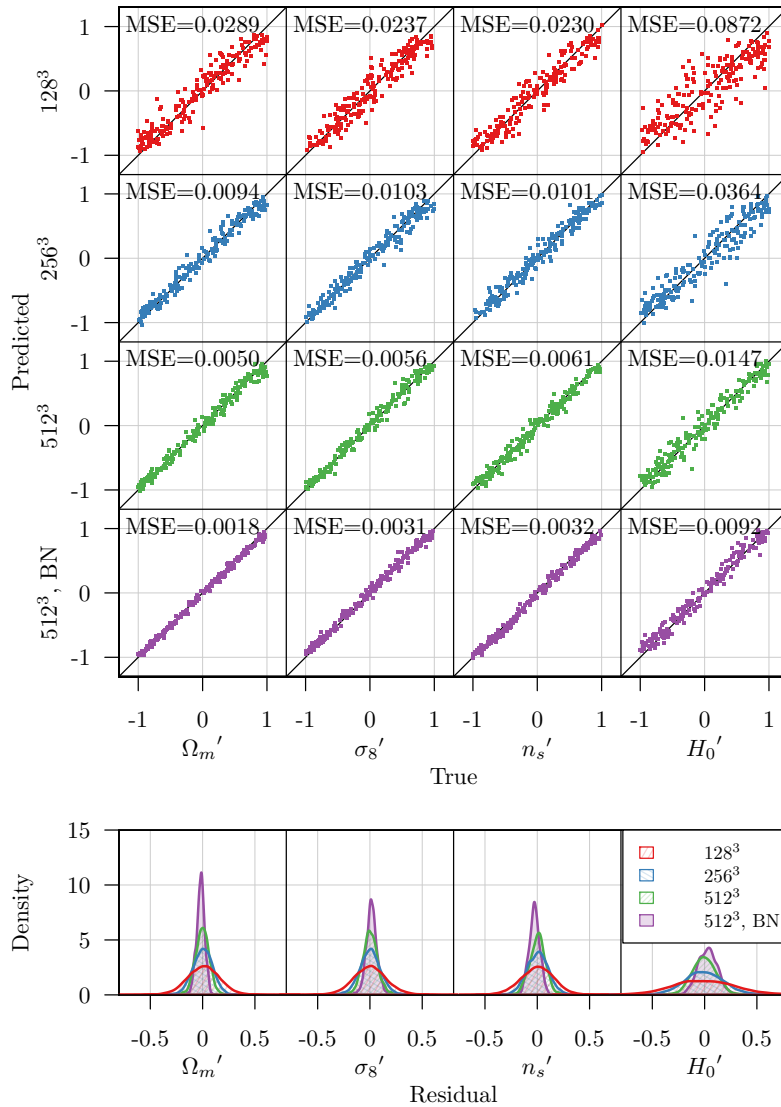 MSE=0.0289 MSE=0.0237 MSE=0.0230 MSE=0.0872
1
0
-1
128³
MSE=0.0094 MSE=0.0103 MSE=0.0101 MSE=0.0364
1
0
-1
256³
Predicted
MSE=0.0050 MSE=0.0056 MSE=0.0061 MSE=0.0147
1
0
-1
512³
MSE=0.0018 MSE=0.0031 MSE=0.0032 MSE=0.0092
1
0
-1
512³, BN
-1 0 1 -1 0 1 -1 0 1 -1 0 1
Ωₘ′ σ₈′ nₛ′ H₀′
True
15
10
5
0
Density
128³
256³
512³
512³, BN
-0.5 0 0.5 -0.5 0 0.5 -0.5 0 0.5 -0.5 0 0.5
Ωₘ′ σ₈′ nₛ′ H₀′
Residual